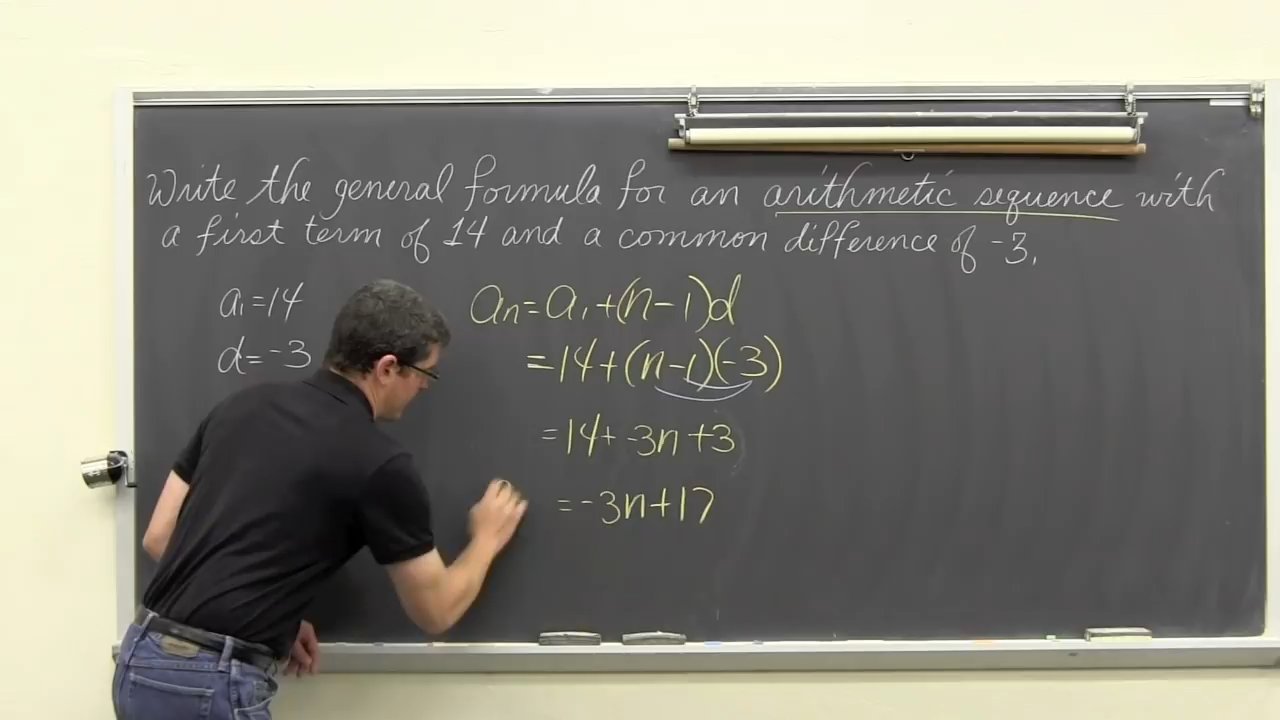 Write the general formula for an arithmetic sequence with
a first term of 14 and a common difference of -3.
a₁=14
d=-3
aₙ=a₁+(n-1)d
=14+(n-1)(-3)
=14+-3n+3
=-3n+17